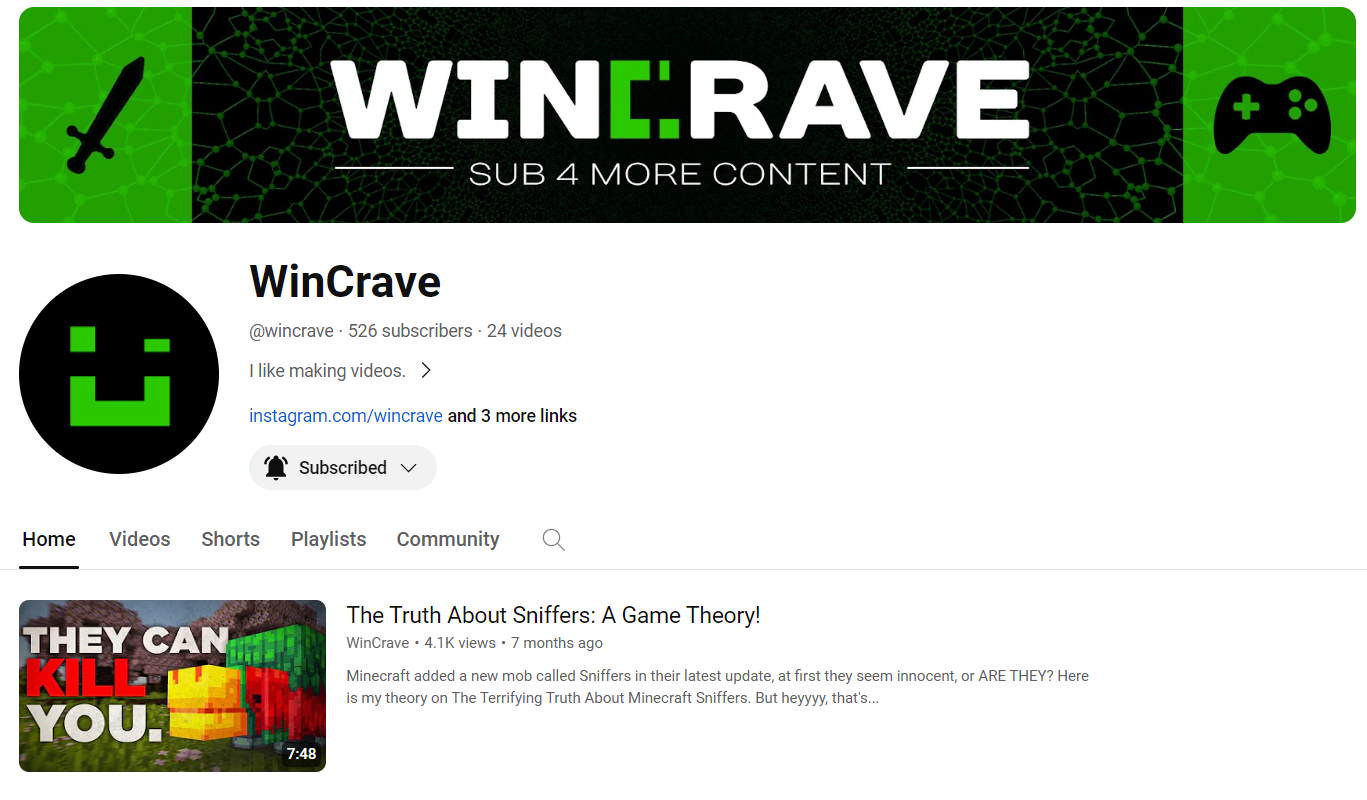 WINCRAVE
SUB 4 MORE CONTENT
WinCrave
@wincrave · 526 subscribers · 24 videos
I like making videos.
instagram.com/wincrave and 3 more links
Subscribed
Home Videos Shorts Playlists Community
THEY CAN
KILL
YOU.
7:48
The Truth About Sniffers: A Game Theory!
WinCrave • 4.1K views • 7 months ago
Minecraft added a new mob called Sniffers in their latest update, at first they seem innocent, or ARE THEY? Here
is my theory on The Terrifying Truth About Minecraft Sniffers. But heyyyy, that's...